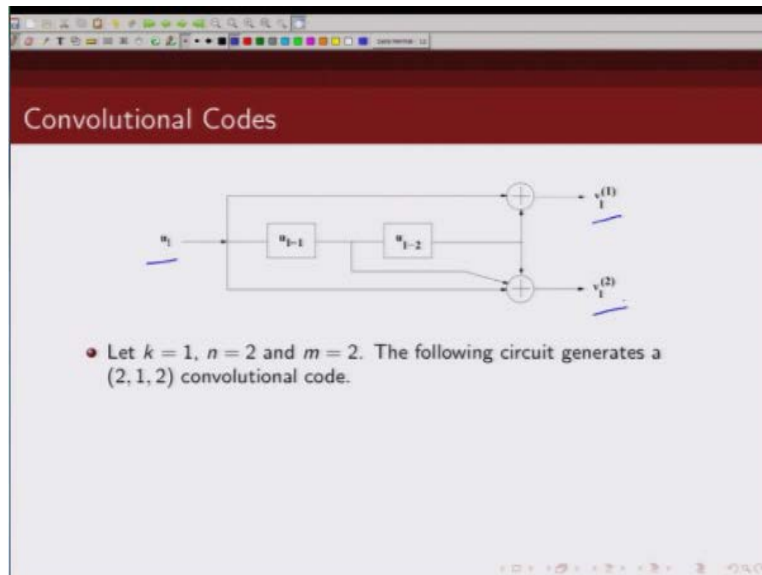 Convolutional Codes
v_l^{(1)}
u_l
u_{l-1}
u_{l-2}
v_l^{(2)}
Let k = 1, n = 2 and m = 2. The following circuit generates a
(2, 1, 2) convolutional code.